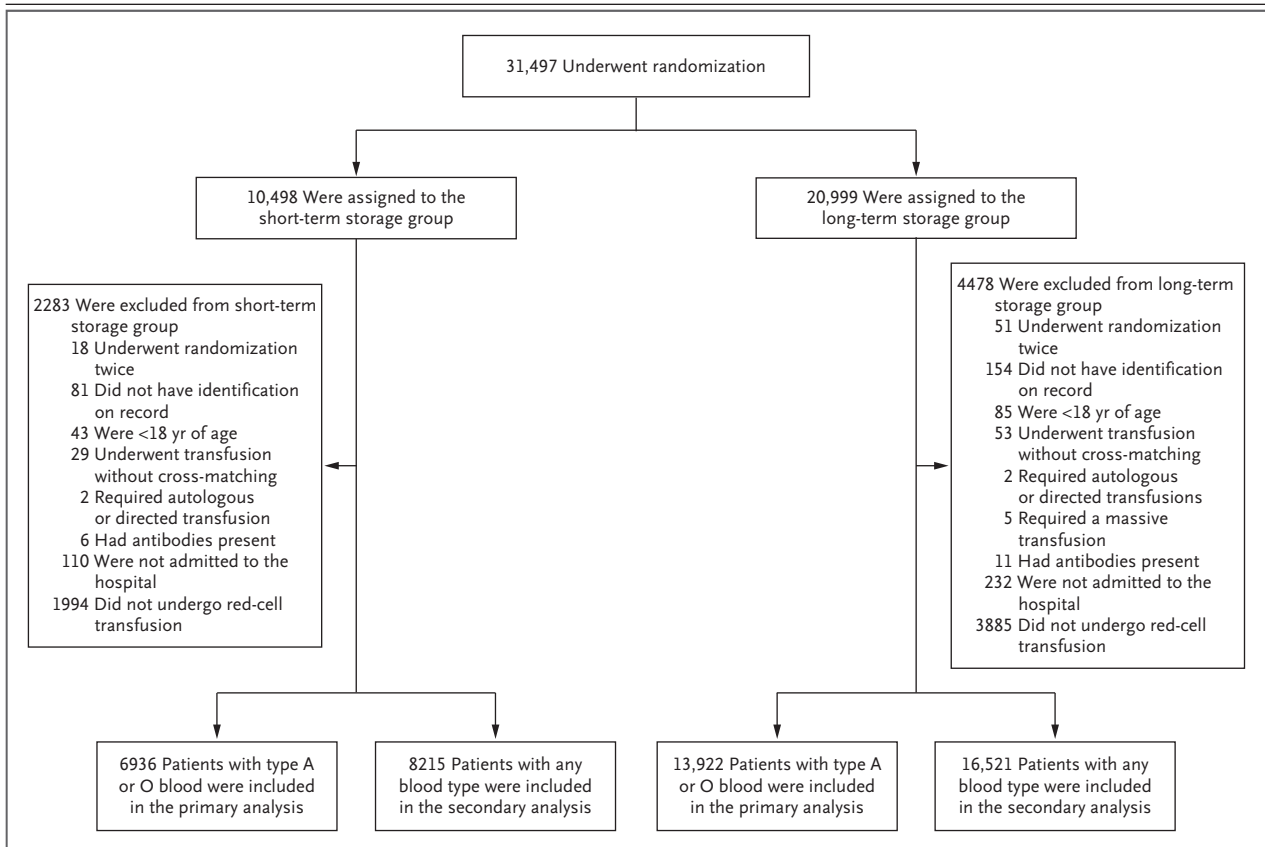 31,497 Underwent randomization
10,498 Were assigned to the
short-term storage group
20,999 Were assigned to the
long-term storage group
2283 Were excluded from short-term
storage group
18 Underwent randomization
twice
81 Did not have identification
on record
43 Were <18 yr of age
29 Underwent transfusion
without cross-matching
2 Required autologous
or directed transfusion
6 Had antibodies present
110 Were not admitted to the
hospital
1994 Did not undergo red-cell
transfusion
4478 Were excluded from long-term
storage group
51 Underwent randomization
twice
154 Did not have identification
on record
85 Were <18 yr of age
53 Underwent transfusion
without cross-matching
2 Required autologous
or directed transfusions
5 Required a massive
transfusion
11 Had antibodies present
232 Were not admitted to the
hospital
3885 Did not undergo red-cell
transfusion
6936 Patients with type A
or O blood were included
in the primary analysis
8215 Patients with any
blood type were included
in the secondary analysis
13,922 Patients with type A
or O blood were included
in the primary analysis
16,521 Patients with any
blood type were included
in the secondary analysis